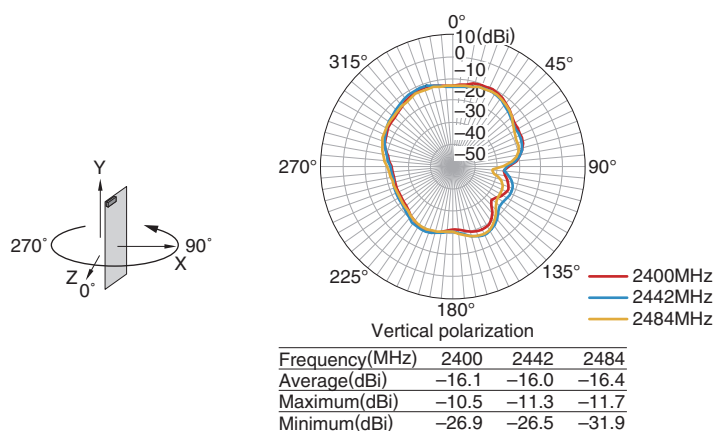 Y
270˚
90˚
X
Z
0˚
0°
10(dBi)
0
–10
–20
–30
–40
–50
315°
45°
270°
90°
225°
135°
180°
Vertical polarization
2400MHz
2442MHz
2484MHz
Frequency(MHz) 2400 2442 2484
Average(dBi) –16.1 –16.0 –16.4
Maximum(dBi) –10.5 –11.3 –11.7
Minimum(dBi) –26.9 –26.5 –31.9